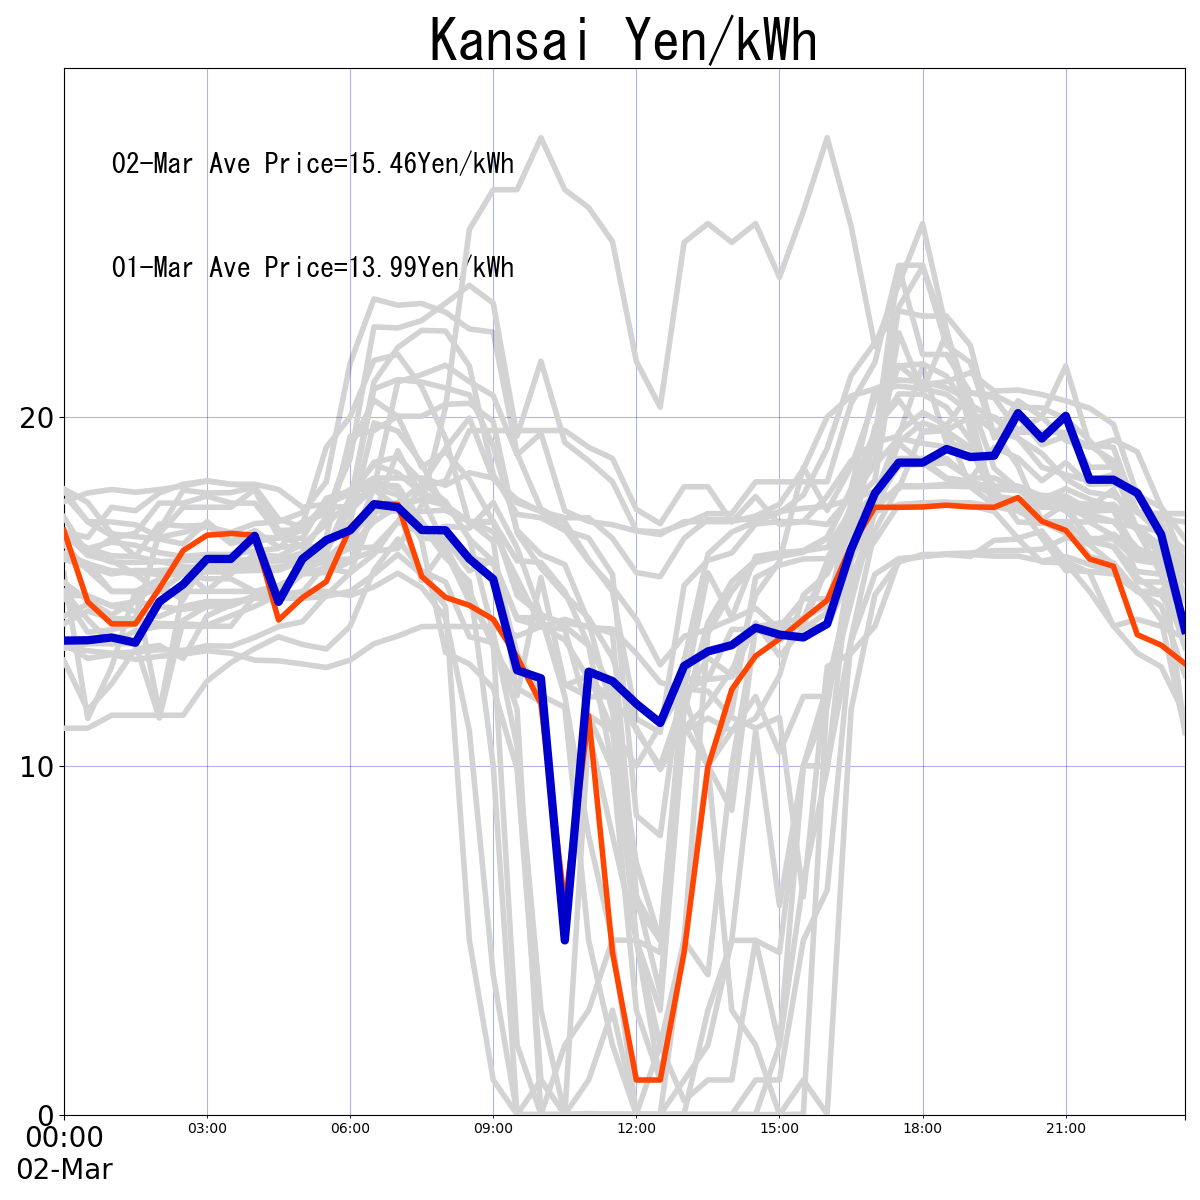 Kansai Yen/kWh
02-Mar Ave Price=15.46Yen/kWh
01-Mar Ave Price=13.99Yen/kWh
20
10
0
00:00 03:00 06:00 09:00 12:00 15:00 18:00 21:00
02-Mar